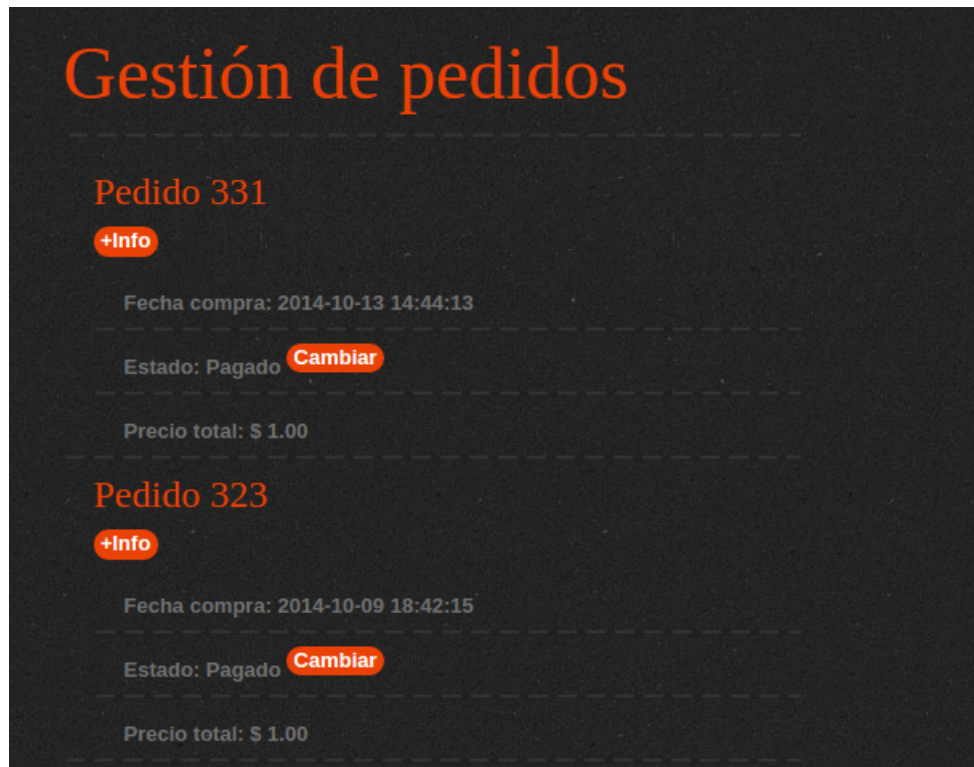 Gestión de pedidos
Pedido 331
+Info
Fecha compra: 2014-10-13 14:44:13
Estado: Pagado Cambiar
Precio total: $ 1.00
Pedido 323
+Info
Fecha compra: 2014-10-09 18:42:15
Estado: Pagado Cambiar
Precio total: $ 1.00